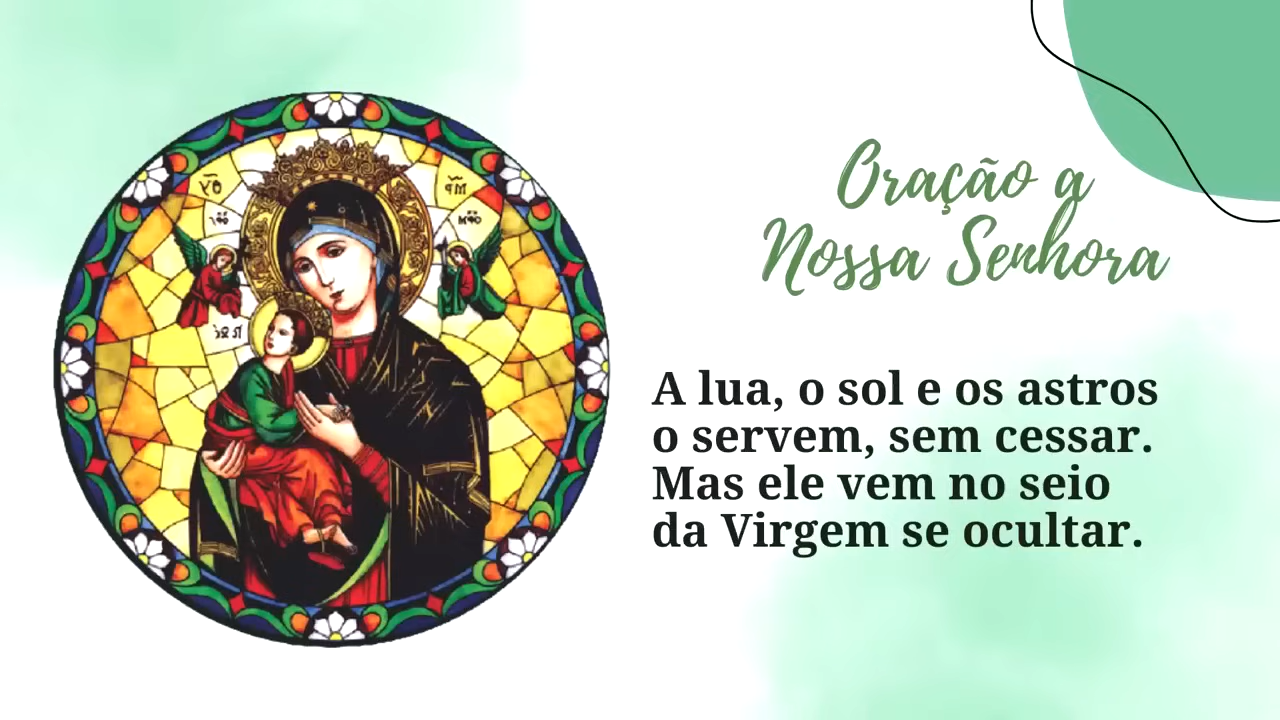 Oração a
Nossa Senhora
A lua, o sol e os astros
o servem, sem cessar.
Mas ele vem no seio
da Virgem se ocultar.